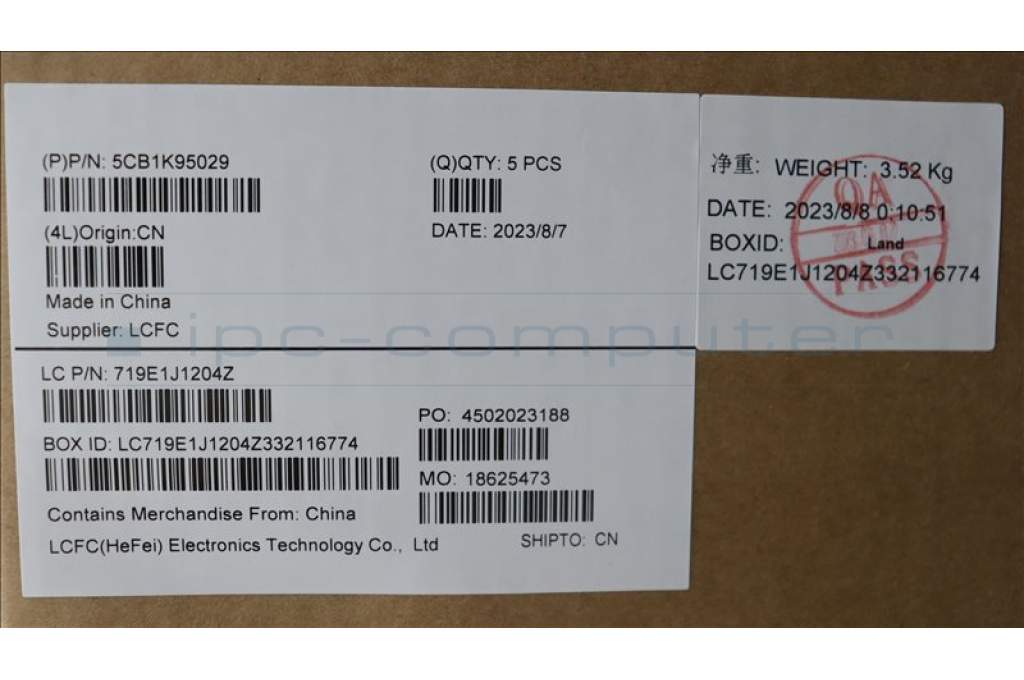 (P)P/N: 5CB1K95029
(Q)QTY: 5 PCS
(4L)Origin:CN
DATE: 2023/8/7
Made in China
Supplier: LCFC
LC P/N: 719E1J1204Z
PO: 4502023188
BOX ID: LC719E1J1204Z332116774
MO: 18625473
Contains Merchandise From: China
LCFC(HeFei) Electronics Technology Co., Ltd
SHIPTO: CN
净重: WEIGHT: 3.52 Kg
DATE: 2023/8/8 0:10:51
BOXID: Land
LC719E1J1204Z332116774
QA
PASS
ipc-computer